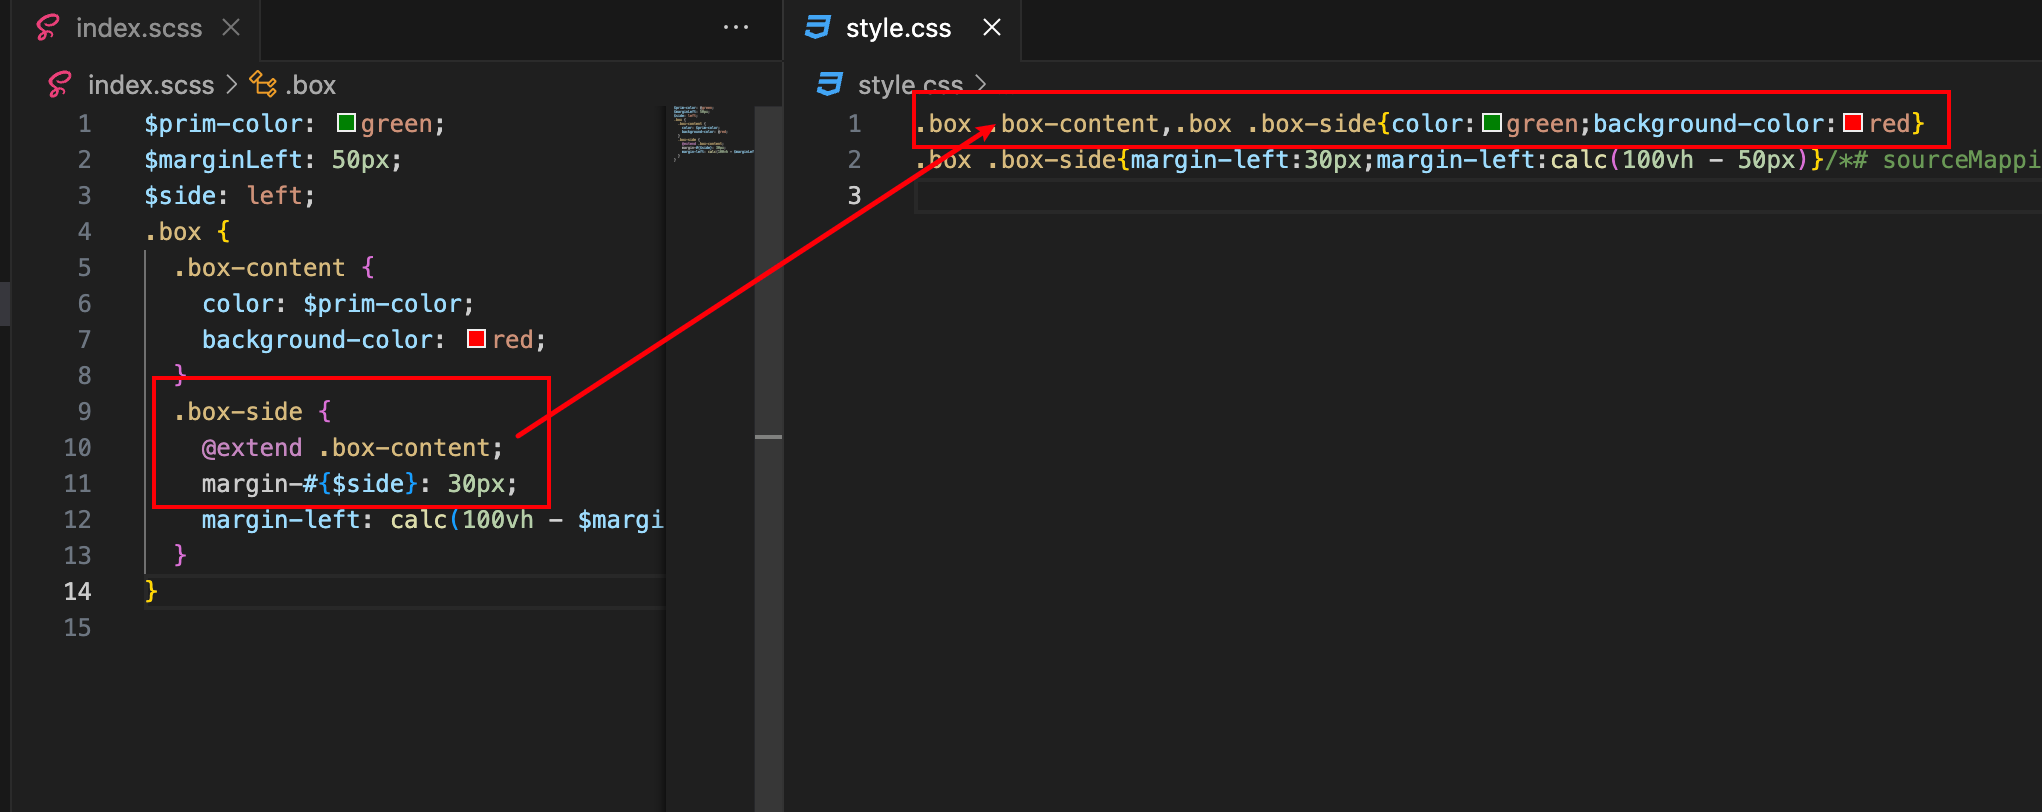 index.scss
index.scss > .box
1 $prim-color: green;
2 $marginLeft: 50px;
3 $side: left;
4 .box {
5 .box-content {
6 color: $prim-color;
7 background-color: red;
8 }
9 .box-side {
10 @extend .box-content;
11 margin-#{$side}: 30px;
12 margin-left: calc(100vh - $margi
13 }
14 }
15
style.css
style.css >
1 .box .box-content,.box .box-side{color:green;background-color:red}
2 .box .box-side{margin-left:30px;margin-left:calc(100vh - 50px)}/*# sourceMappi
3